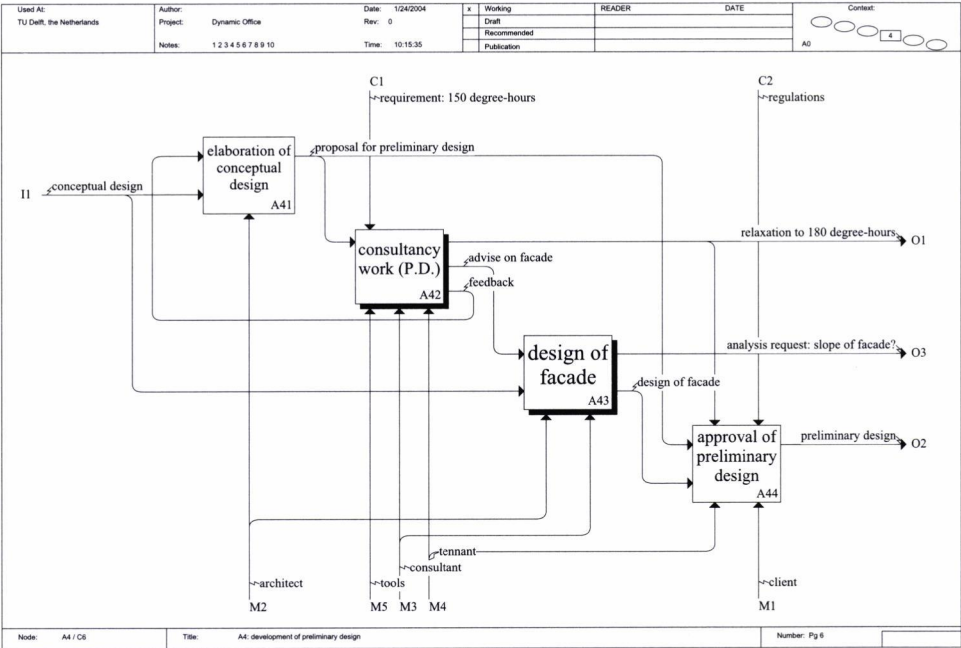 Used At: Author: Date: 1/24/2004 x Working READER DATE Context:
TU Delft, the Netherlands Project: Dynamic Office Rev: 0 Draft
Recommended
Notes: 1 2 3 4 5 6 7 8 9 10 Time: 10:15:35 Publication A0 4
C1 C2
requirement: 150 degree-hours regulations
elaboration of
conceptual
design
A41
proposal for preliminary design
I1 conceptual design
consultancy
work (P.D.)
A42
relaxation to 180 degree-hours O1
advise on facade
feedback
design of
facade
A43
analysis request: slope of facade? O3
design of facade
approval of
preliminary
design
A44
preliminary design O2
tennant
consultant
architect tools client
M2 M5 M3 M4 M1
Node: A4 / C6 Title: A4: development of preliminary design Number: Pg 6